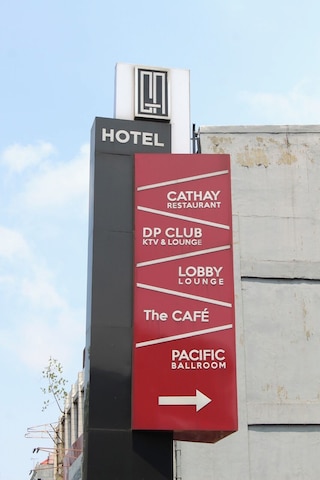 HOTEL
CATHAY
RESTAURANT
DP CLUB
KTV & LOUNGE
LOBBY
LOUNGE
The CAFÉ
PACIFIC
BALLROOM